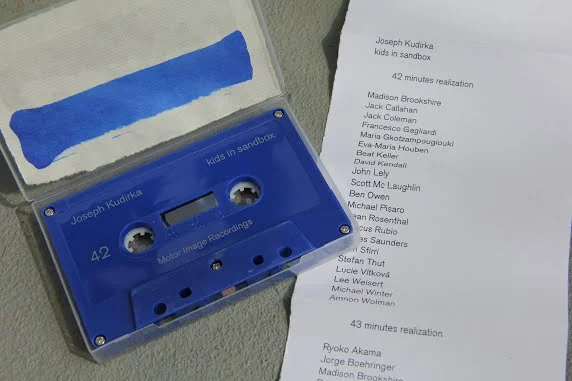 Joseph Kudirka
kids in sandbox
42
Motor Image Recordings
Joseph Kudirka
kids in sandbox
42 minutes realization
Madison Brookshire
Jack Callahan
Jack Coleman
Francesco Gagliardi
Maria Gkotzampougiouki
Eva-Maria Houben
Beat Keller
David Kendall
John Lely
Scott Mc Laughlin
Ben Owen
Michael Pisaro
Rosenthal
Rubio
Saunders
Sfirri
Stefan Thut
Lucie Vítková
Lee Weisert
Michael Winter
Amnon Wolman
43 minutes realization
Ryoko Akama
Jorge Boehringer
Madison Brookshire